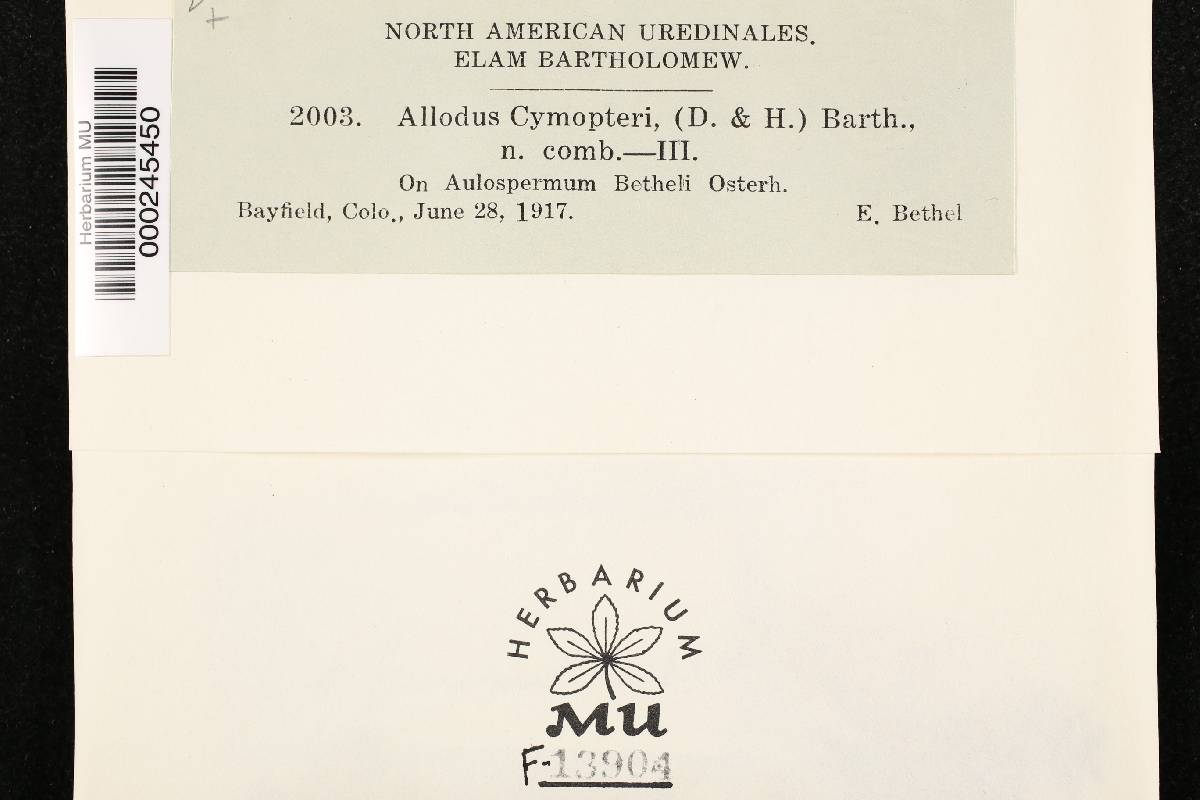 NORTH AMERICAN UREDINALES.
ELAM BARTHOLOMEW.
2003. Allodus Cymopteri, (D. & H.) Barth.,
n. comb.—III.
On Aulospermum Betheli Osterh.
Bayfield, Colo., June 28, 1917. E. Bethel
Herbarium MU
000245450
HERBARIUM
MU
F-13904